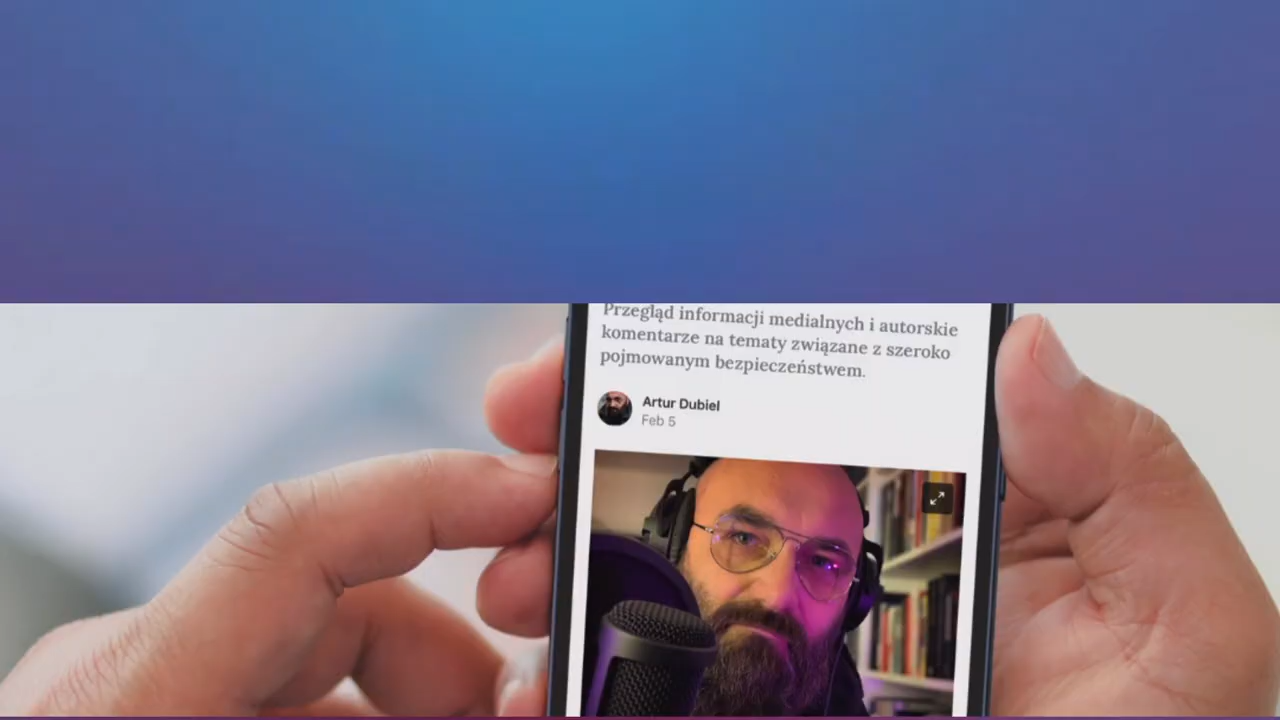 Przegląd informacji medialnych i autorskie
komentarze na tematy związane z szeroko
pojmowanym bezpieczeństwem.
Artur Dubiel
Feb 5